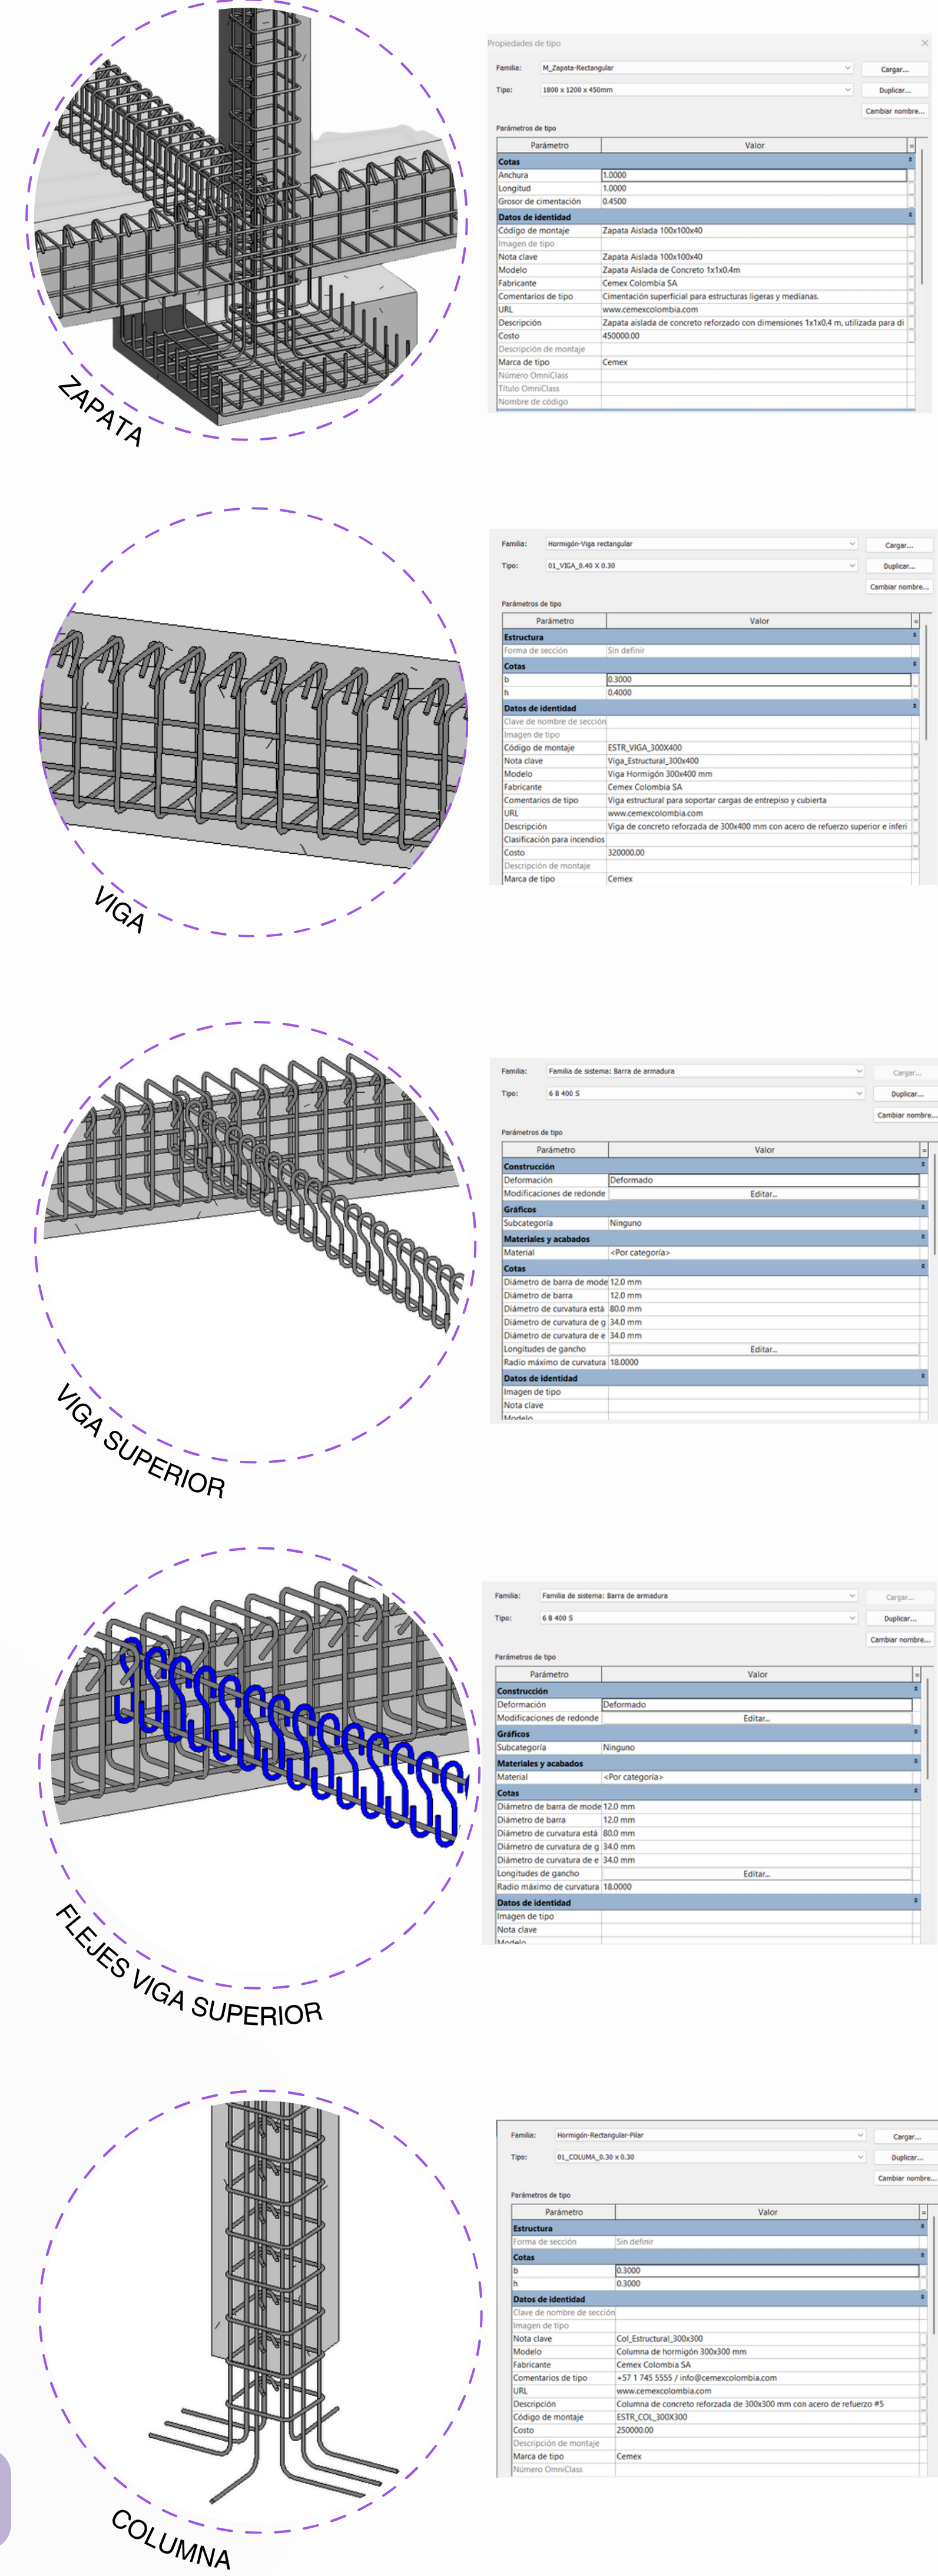 Propiedades de tipo
Familia: M_Zapata-Rectangular Cargar...
Tipo: 1800 x 1200 x 450mm Duplicar...
Cambiar nombre...
Parámetros de tipo
Parámetro Valor =
Cotas
Anchura 1.0000
Longitud 1.0000
Grosor de cimentación 0.4500
Datos de identidad
Código de montaje Zapata Aislada 100x100x40
Imagen de tipo
Nota clave Zapata Aislada 100x100x40
Modelo Zapata Aislada de Concreto 1x1x0.4m
Fabricante Cemex Colombia SA
Comentarios de tipo Cimentación superficial para estructuras ligeras y medianas.
URL www.cemexcolombia.com
Descripción Zapata aislada de concreto reforzado con dimensiones 1x1x0.4 m, utilizada para di
Costo 450000.00
Descripción de montaje
Marca de tipo Cemex
Número OmniClass
Título OmniClass
Nombre de código
ZAPATA
Familia: Hormigón-Viga rectangular Cargar...
Tipo: 01_VIGA_0.40 X 0.30 Duplicar...
Cambiar nombre...
Parámetros de tipo
Parámetro Valor =
Estructura
Forma de sección Sin definir
Cotas
b 0.3000
h 0.4000
Datos de identidad
Clave de nombre de sección
Imagen de tipo
Código de montaje ESTR_VIGA_300X400
Nota clave Viga_Estructural_300x400
Modelo Viga Hormigón 300x400 mm
Fabricante Cemex Colombia SA
Comentarios de tipo Viga estructural para soportar cargas de entrepiso y cubierta
URL www.cemexcolombia.com
Descripción Viga de concreto reforzada de 300x400 mm con acero de refuerzo superior e inferi
Clasificación para incendios
Costo 320000.00
Descripción de montaje
Marca de tipo Cemex
VIGA
Familia: Familia de sistema: Barra de armadura Cargar...
Tipo: 6 B 400 S Duplicar...
Cambiar nombre...
Parámetros de tipo
Parámetro Valor =
Construcción
Deformación Deformado
Modificaciones de redonde Editar...
Gráficos
Subcategoría Ninguno
Materiales y acabados
Material <Por categoría>
Cotas
Diámetro de barra de mode 12.0 mm
Diámetro de barra 12.0 mm
Diámetro de curvatura está 80.0 mm
Diámetro de curvatura de g 34.0 mm
Diámetro de curvatura de e 34.0 mm
Longitudes de gancho Editar...
Radio máximo de curvatura 18.0000
Datos de identidad
Imagen de tipo
Nota clave
Modelo
VIGA SUPERIOR
Familia: Familia de sistema: Barra de armadura Cargar...
Tipo: 6 B 400 S Duplicar...
Cambiar nombre...
Parámetros de tipo
Parámetro Valor =
Construcción
Deformación Deformado
Modificaciones de redonde Editar...
Gráficos
Subcategoría Ninguno
Materiales y acabados
Material <Por categoría>
Cotas
Diámetro de barra de mode 12.0 mm
Diámetro de barra 12.0 mm
Diámetro de curvatura está 80.0 mm
Diámetro de curvatura de g 34.0 mm
Diámetro de curvatura de e 34.0 mm
Longitudes de gancho Editar...
Radio máximo de curvatura 18.0000
Datos de identidad
Imagen de tipo
Nota clave
Modelo
FLEJES VIGA SUPERIOR
Familia: Hormigón-Rectangular-Pilar Cargar...
Tipo: 01_COLUMA_0.30 x 0.30 Duplicar...
Cambiar nombre...
Parámetros de tipo
Parámetro Valor =
Estructura
Forma de sección Sin definir
Cotas
b 0.3000
h 0.3000
Datos de identidad
Clave de nombre de sección
Imagen de tipo
Nota clave Col_Estructural_300x300
Modelo Columna de hormigón 300x300 mm
Fabricante Cemex Colombia SA
Comentarios de tipo +57 1 745 5555 / info@cemexcolombia.com
URL www.cemexcolombia.com
Descripción Columna de concreto reforzada de 300x300 mm con acero de refuerzo #5
Código de montaje ESTR_COL_300X300
Costo 250000.00
Descripción de montaje
Marca de tipo Cemex
Número OmniClass
COLUMNA